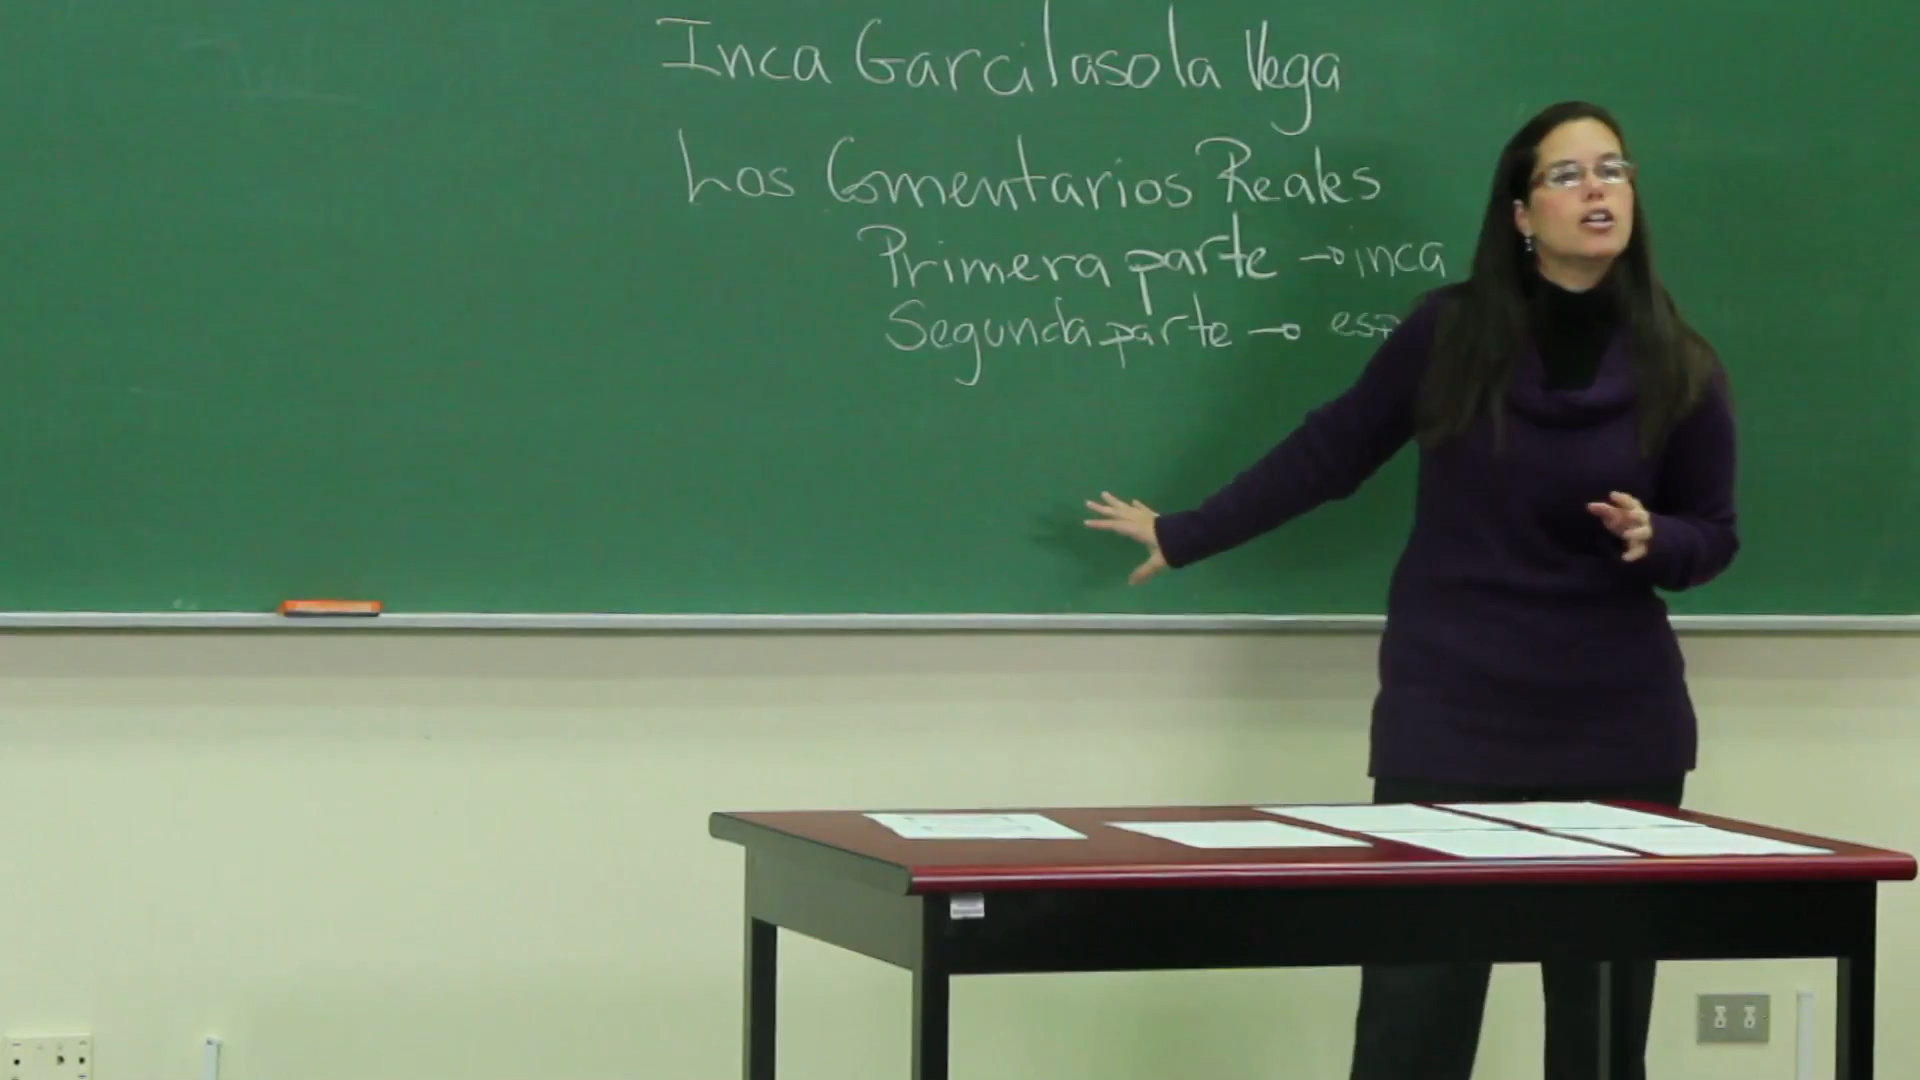 Inca Garcilasola Vega
Los Comentarios Reales
Primera parte → inca
Segunda parte →